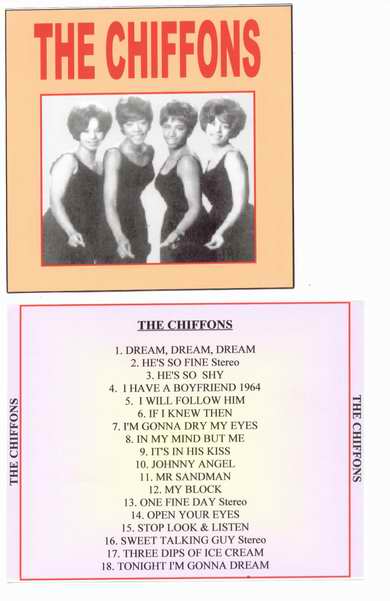 THE CHIFFONS
THE CHIFFONS
1. DREAM, DREAM, DREAM
2. HE'S SO FINE Stereo
3. HE'S SO SHY
4. I HAVE A BOYFRIEND 1964
5. I WILL FOLLOW HIM
6. IF I KNEW THEN
7. I'M GONNA DRY MY EYES
8. IN MY MIND BUT ME
9. IT'S IN HIS KISS
10. JOHNNY ANGEL
11. MR SANDMAN
12. MY BLOCK
13. ONE FINE DAY Stereo
14. OPEN YOUR EYES
15. STOP LOOK & LISTEN
16. SWEET TALKING GUY Stereo
17. THREE DIPS OF ICE CREAM
18. TONIGHT I'M GONNA DREAM
THE CHIFFONS
THE CHIFFONS